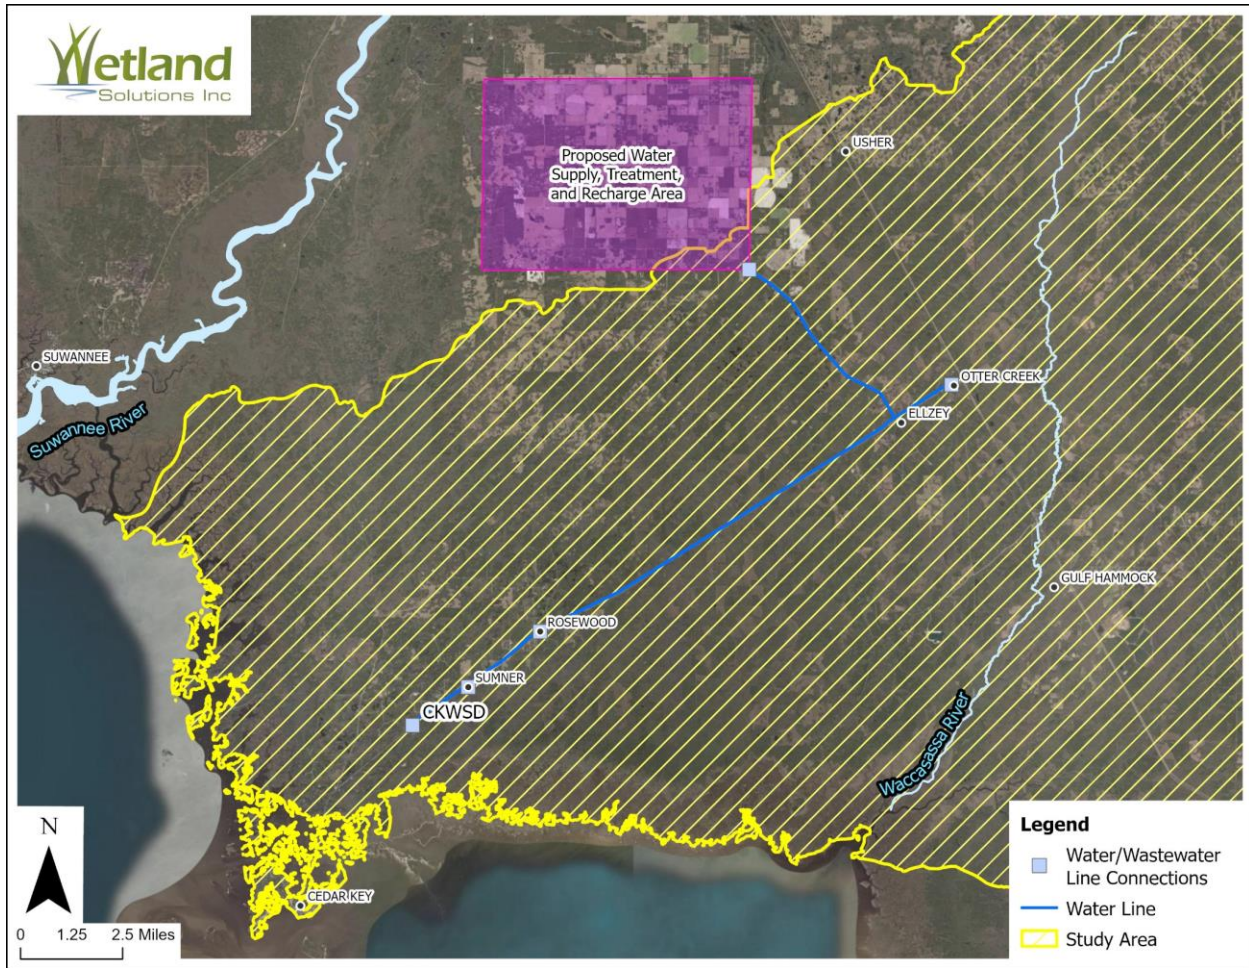 Wetland
Solutions Inc
Proposed Water
Supply, Treatment,
and Recharge Area
USHER
SUWANNEE
Suwannee River
OTTER CREEK
ELLZEY
GULF HAMMOCK
ROSEWOOD
SUMNER
CKWSD
Waccasassa River
CEDAR KEY
N
0 1.25 2.5 Miles
Legend
Water/Wastewater
Line Connections
Water Line
Study Area